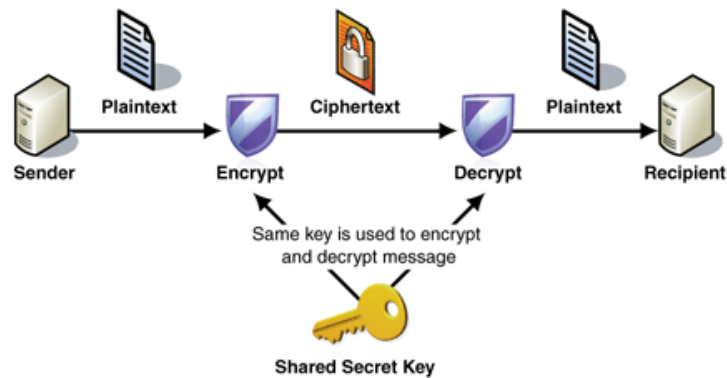 Plaintext
Ciphertext
Plaintext
Sender
Encrypt
Decrypt
Recipient
Same key is used to encrypt
and decrypt message
Shared Secret Key